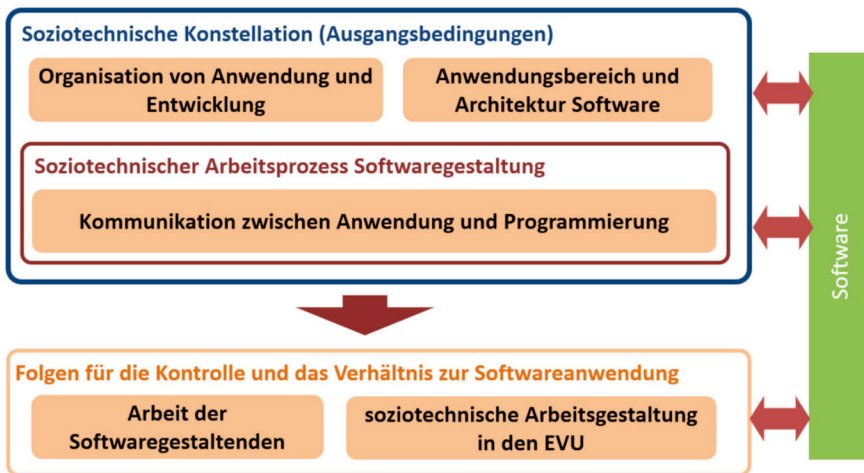 Soziotechnische Konstellation (Ausgangsbedingungen)
Organisation von Anwendung und
Entwicklung
Anwendungsbereich und
Architektur Software
Soziotechnischer Arbeitsprozess Softwaregestaltung
Kommunikation zwischen Anwendung und Programmierung
Folgen für die Kontrolle und das Verhältnis zur Softwareanwendung
Arbeit der
Softwaregestaltenden
soziotechnische Arbeitsgestaltung
in den EVU
Software